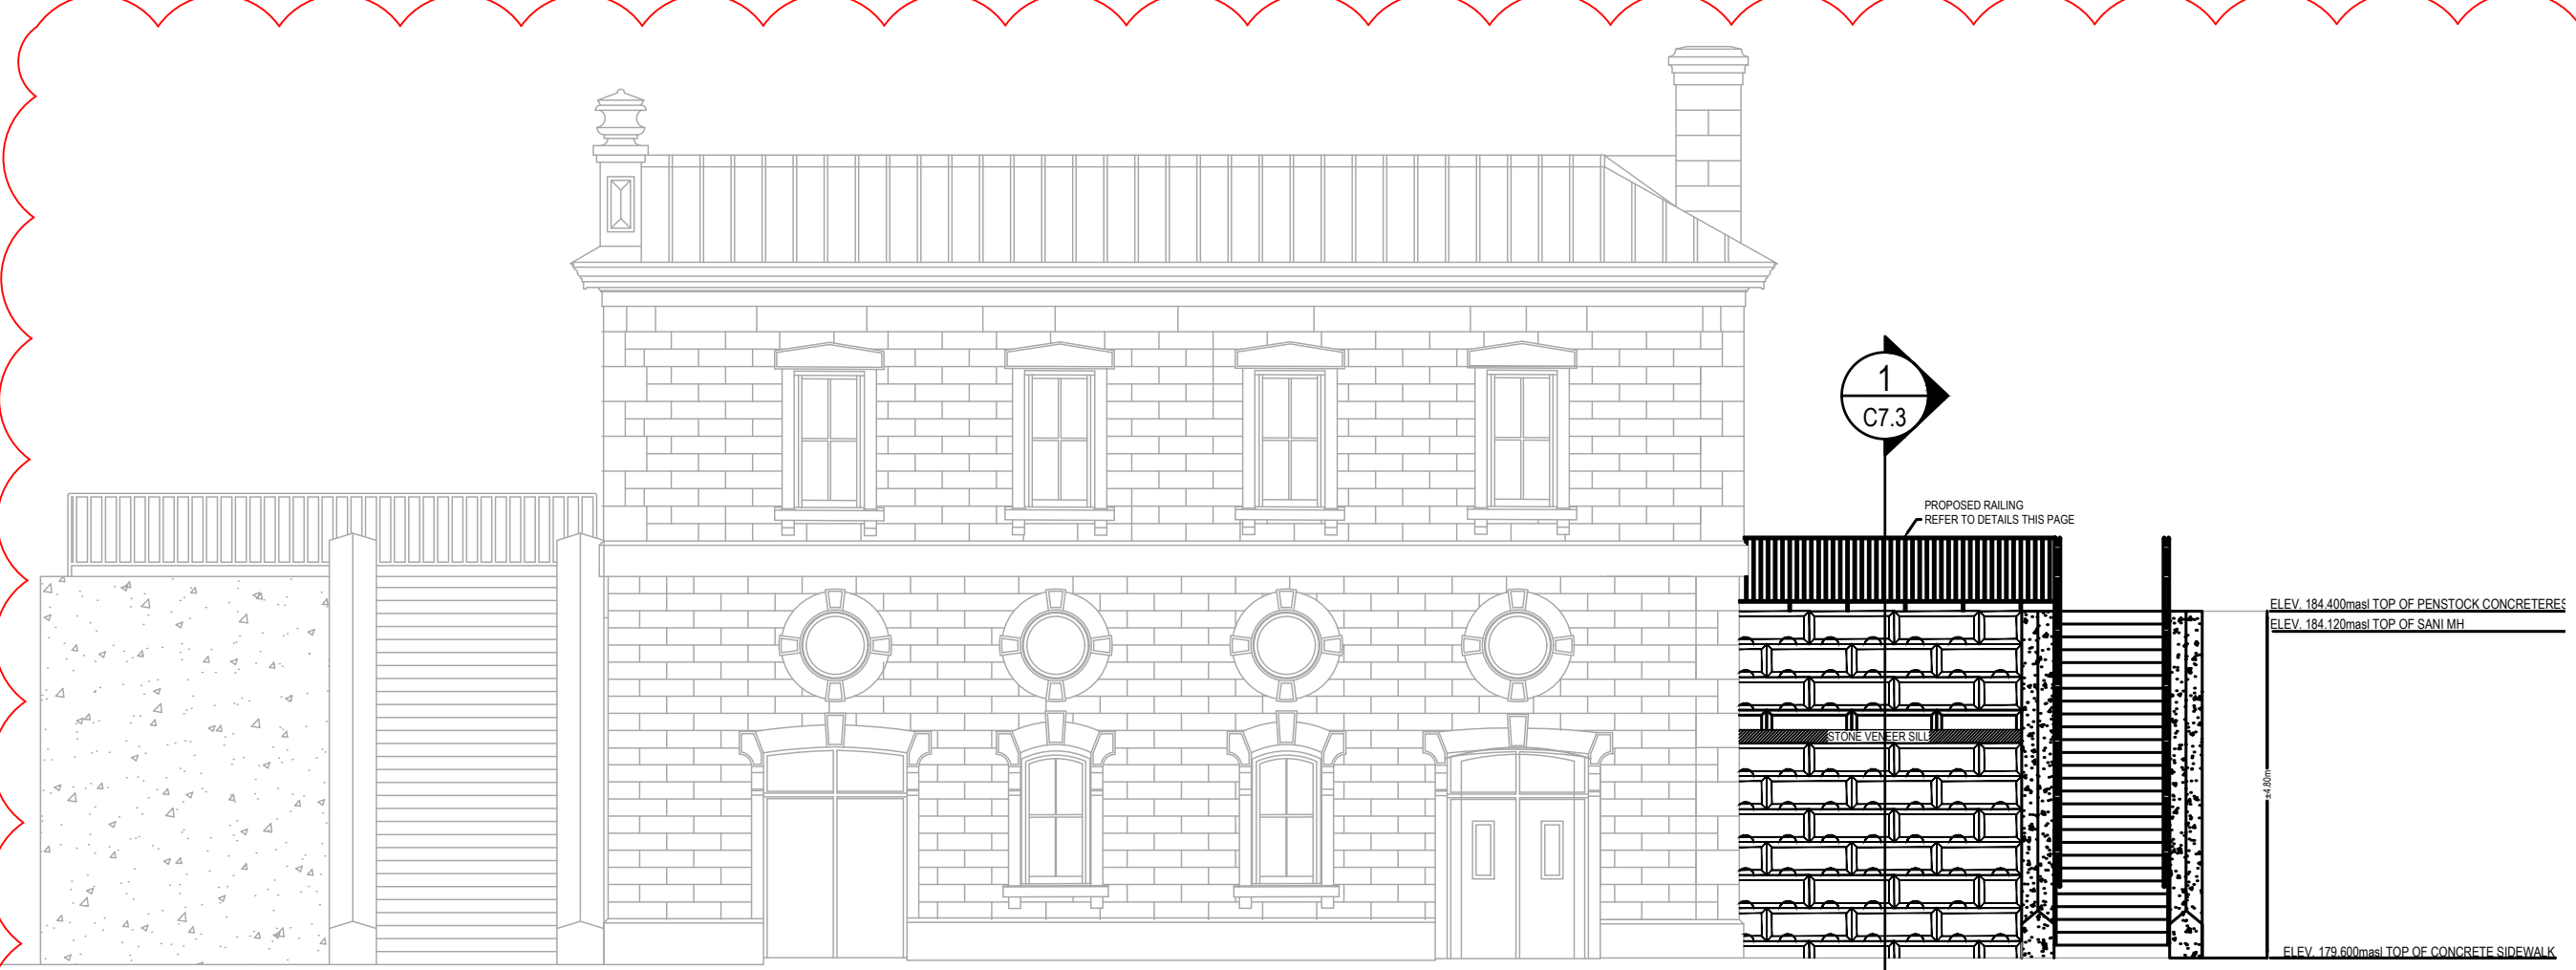 1
C7.3
PROPOSED RAILING
REFER TO DETAILS THIS PAGE
ELEV. 184.400masl TOP OF PENSTOCK CONCRETERES
ELEV. 184.120masl TOP OF SANI MH
STONE VENEER SILL
±4.80m
ELEV. 179.600masl TOP OF CONCRETE SIDEWALK